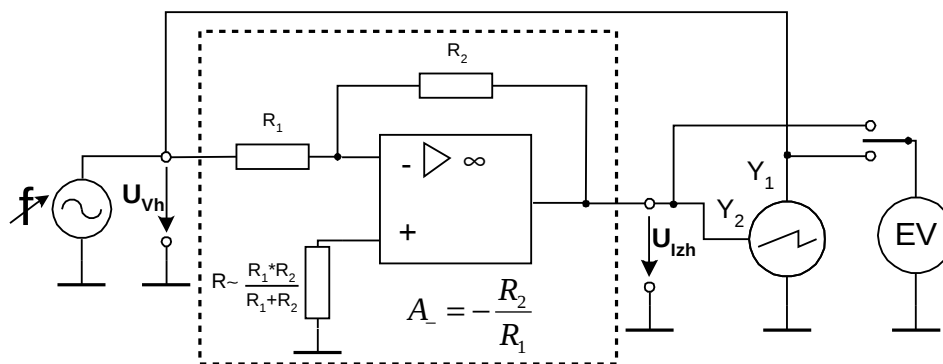 R2
R1
- ▷ ∞
Y1
f
UVh
Y2
EV
+
UIzh
R~ R1*R2
R1+R2
A_ = - R2
R1